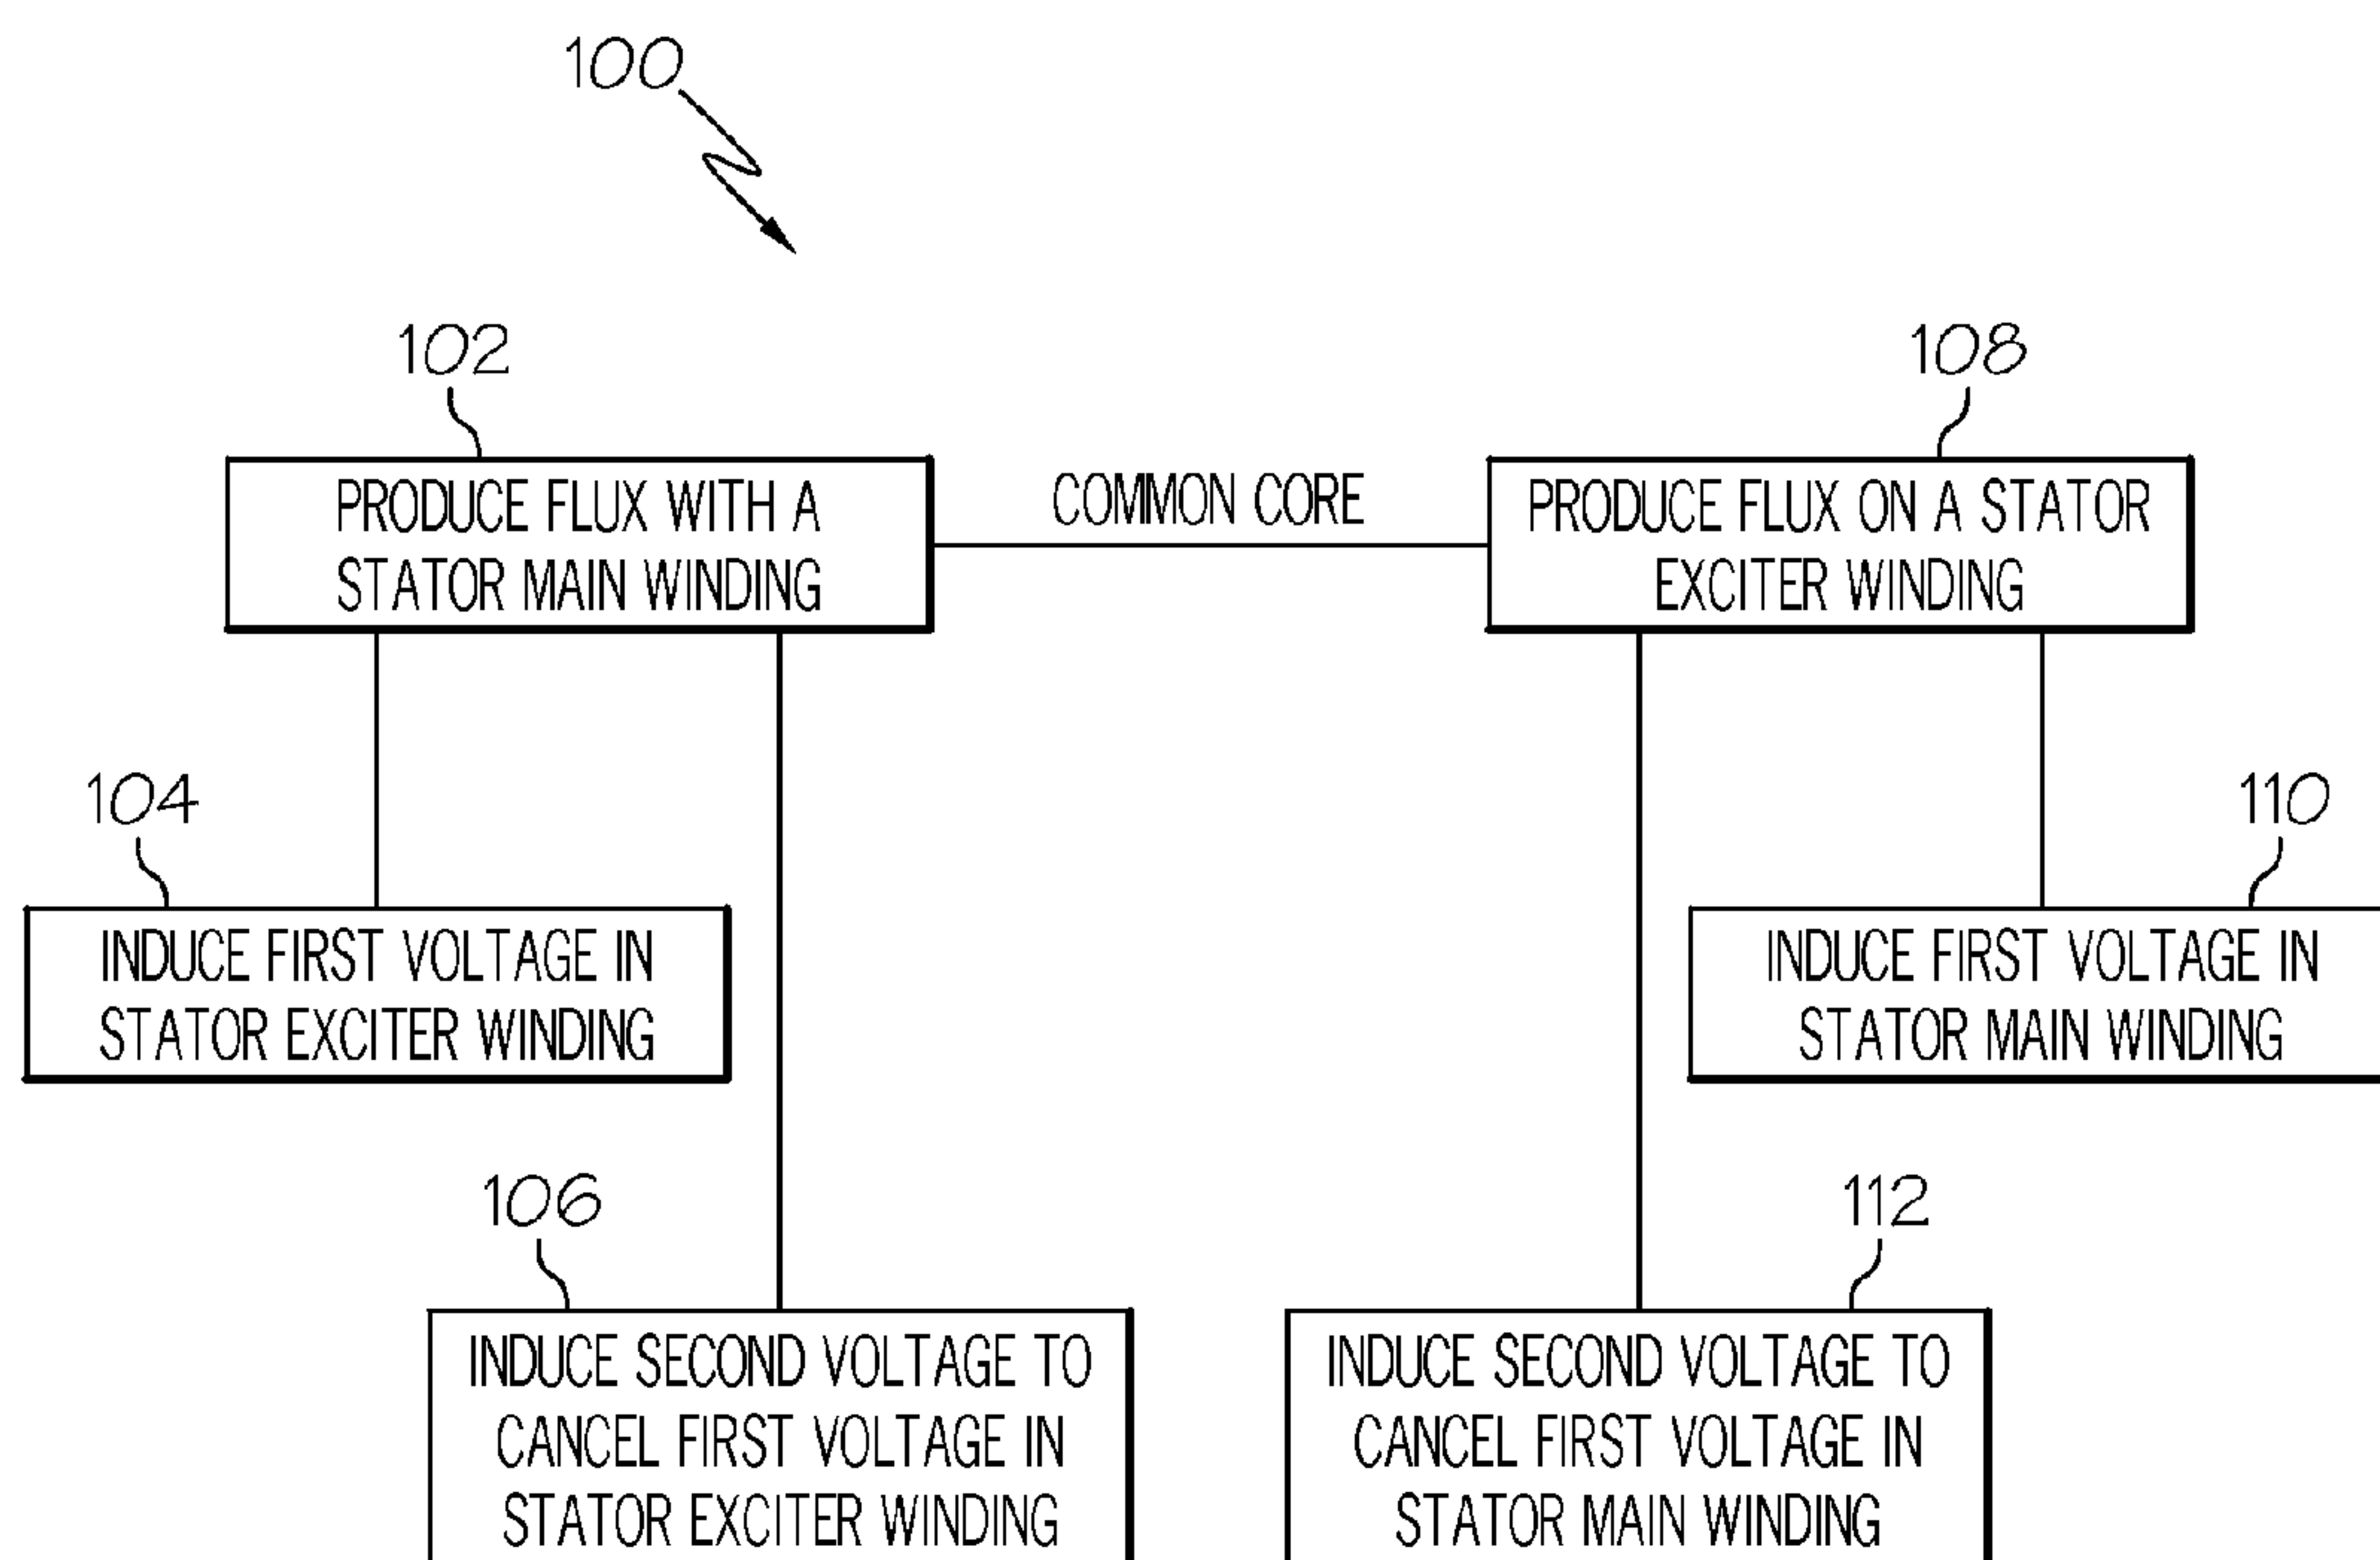 100
102
108
PRODUCE FLUX WITH A
STATOR MAIN WINDING
COMMON CORE
PRODUCE FLUX ON A STATOR
EXCITER WINDING
104
110
INDUCE FIRST VOLTAGE IN
STATOR EXCITER WINDING
INDUCE FIRST VOLTAGE IN
STATOR MAIN WINDING
106
112
INDUCE SECOND VOLTAGE TO
CANCEL FIRST VOLTAGE IN
STATOR EXCITER WINDING
INDUCE SECOND VOLTAGE TO
CANCEL FIRST VOLTAGE IN
STATOR MAIN WINDING